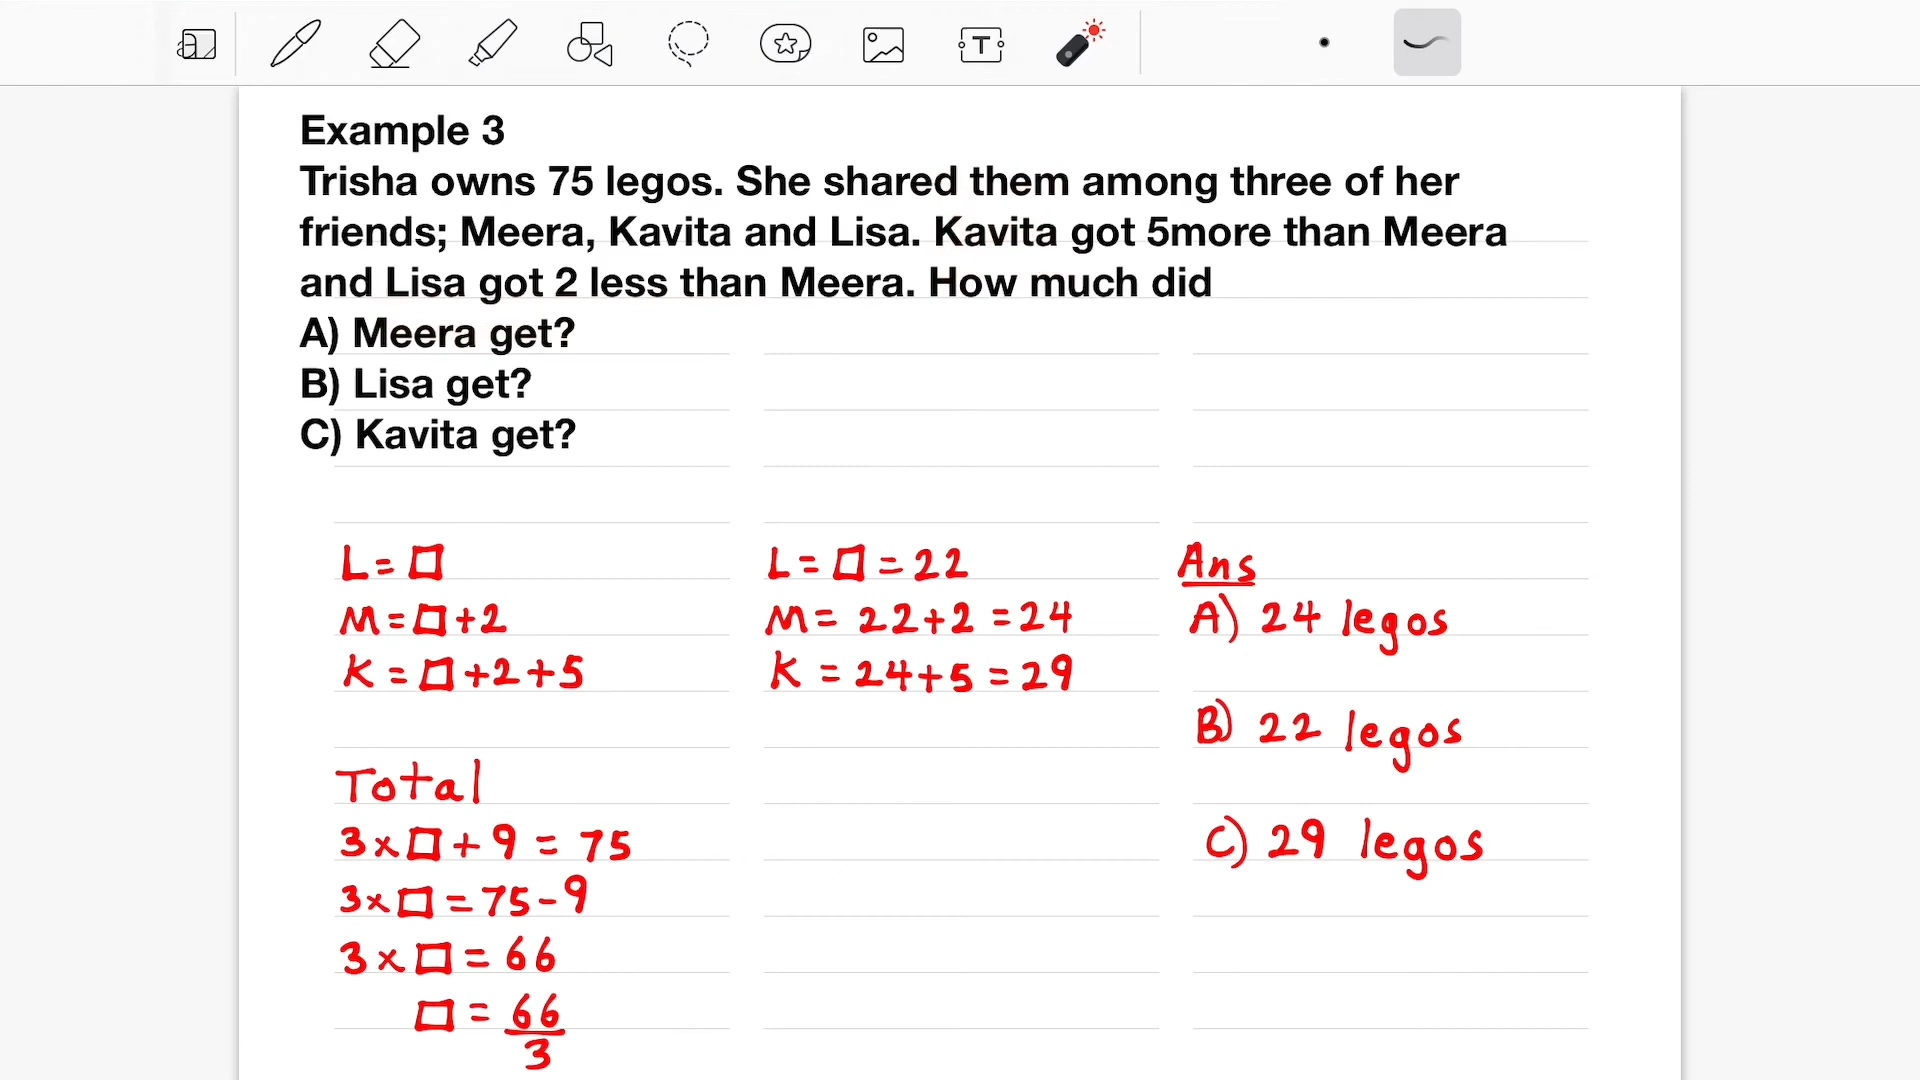 Example 3
Trisha owns 75 legos. She shared them among three of her
friends; Meera, Kavita and Lisa. Kavita got 5more than Meera
and Lisa got 2 less than Meera. How much did
A) Meera get?
B) Lisa get?
C) Kavita get?
L = □
M = □ + 2
K = □ + 2 + 5
Total
3 x □ + 9 = 75
3 x □ = 75 - 9
3 x □ = 66
□ = 66
3
L = □ = 22
M = 22 + 2 = 24
K = 24 + 5 = 29
Ans
A) 24 legos
B) 22 legos
C) 29 legos